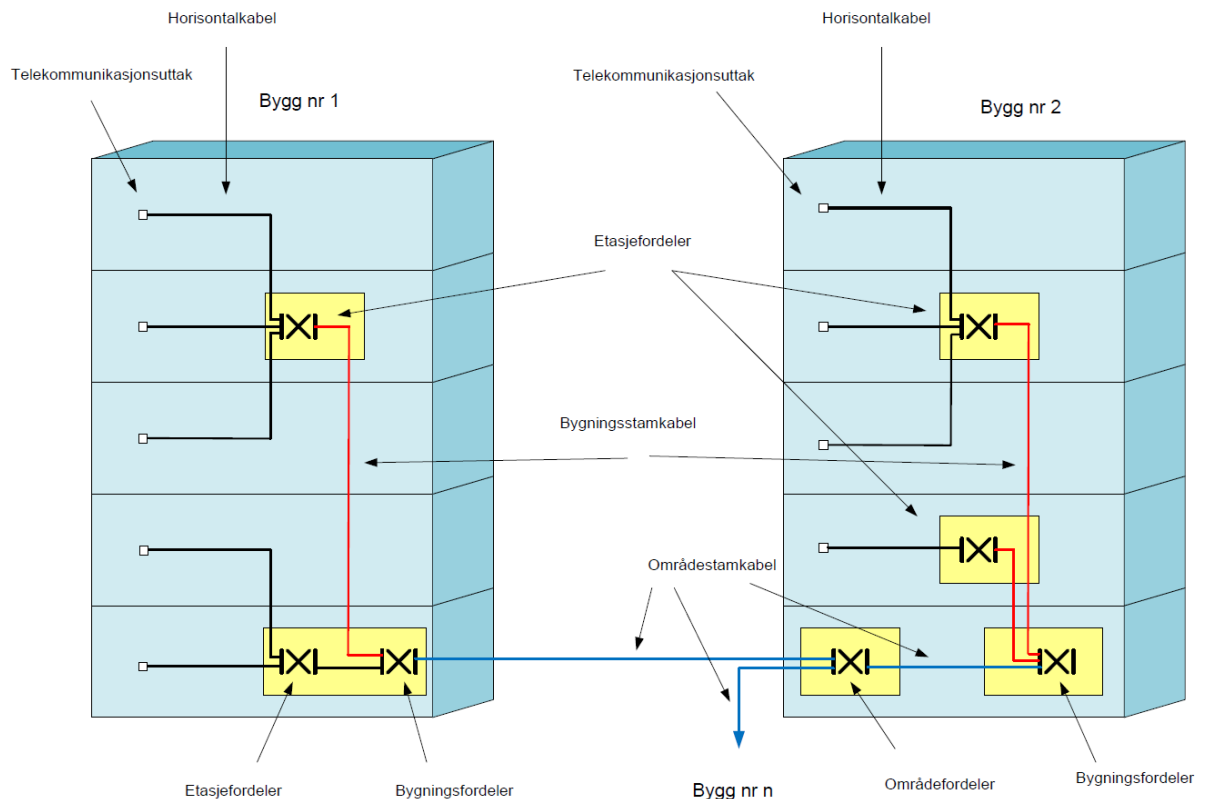 Horisontalkabel
Horisontalkabel
Telekommunikasjonsuttak
Telekommunikasjonsuttak
Bygg nr 1
Bygg nr 2
Etasjefordeler
Bygningsstamkabel
Områdestamkabel
Etasjefordeler
Bygningsfordeler
Bygg nr n
Områdefordeler
Bygningsfordeler